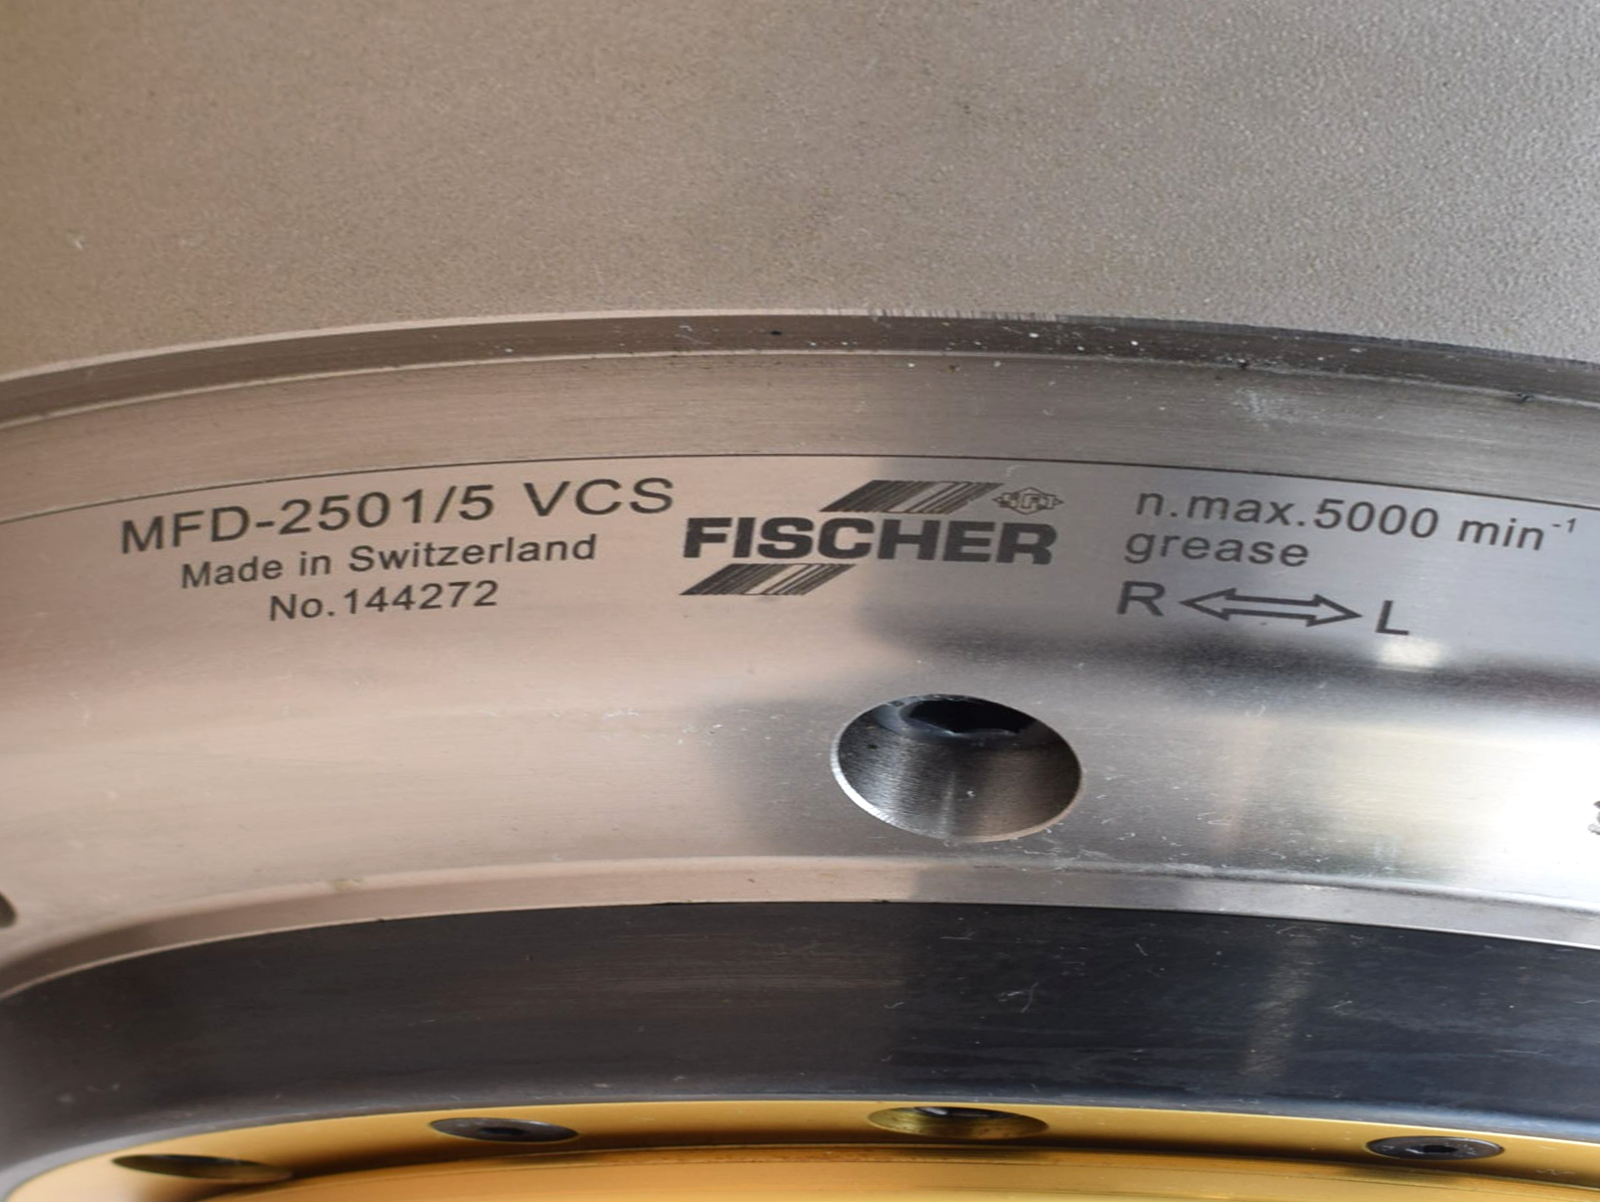 MFD-2501/5 VCS
Made in Switzerland
No.144272
FISCHER
n.max.5000 min⁻¹
grease
R ⇔ L